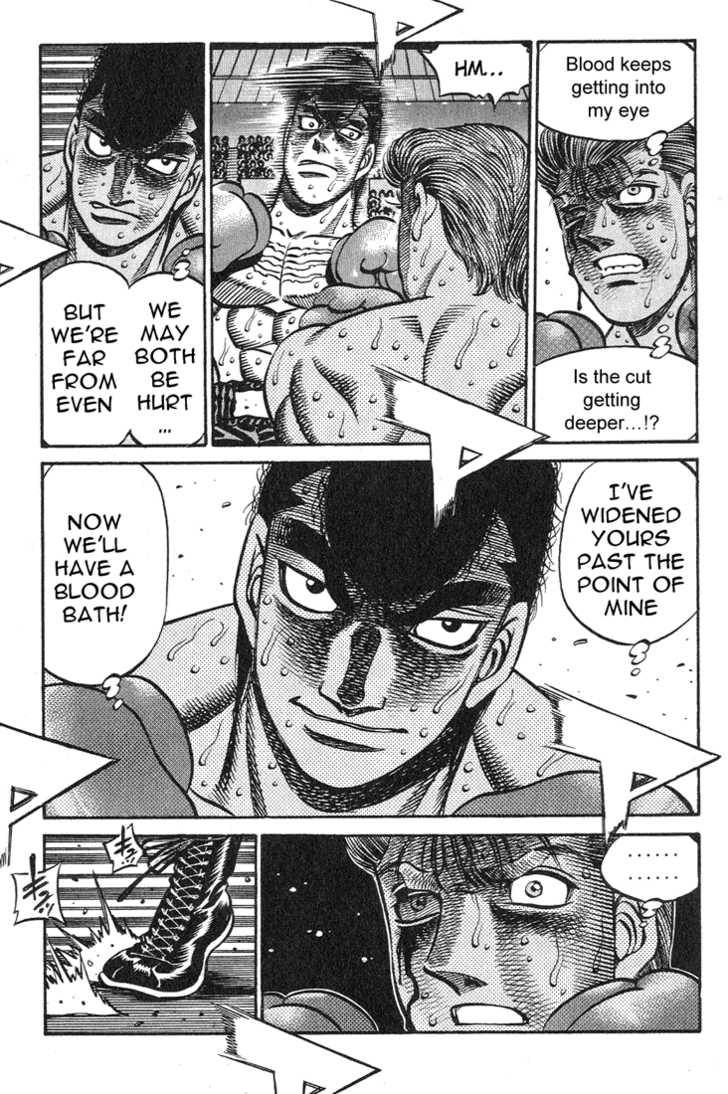 Blood keeps
getting into
my eye
Is the cut
getting
deeper...!?
HM...
WE
MAY
BOTH
BE
HURT
...
BUT
WE'RE
FAR
FROM
EVEN
I'VE
WIDENED
YOURS
PAST THE
POINT OF
MINE
NOW
WE'LL
HAVE A
BLOOD
BATH!
......
......